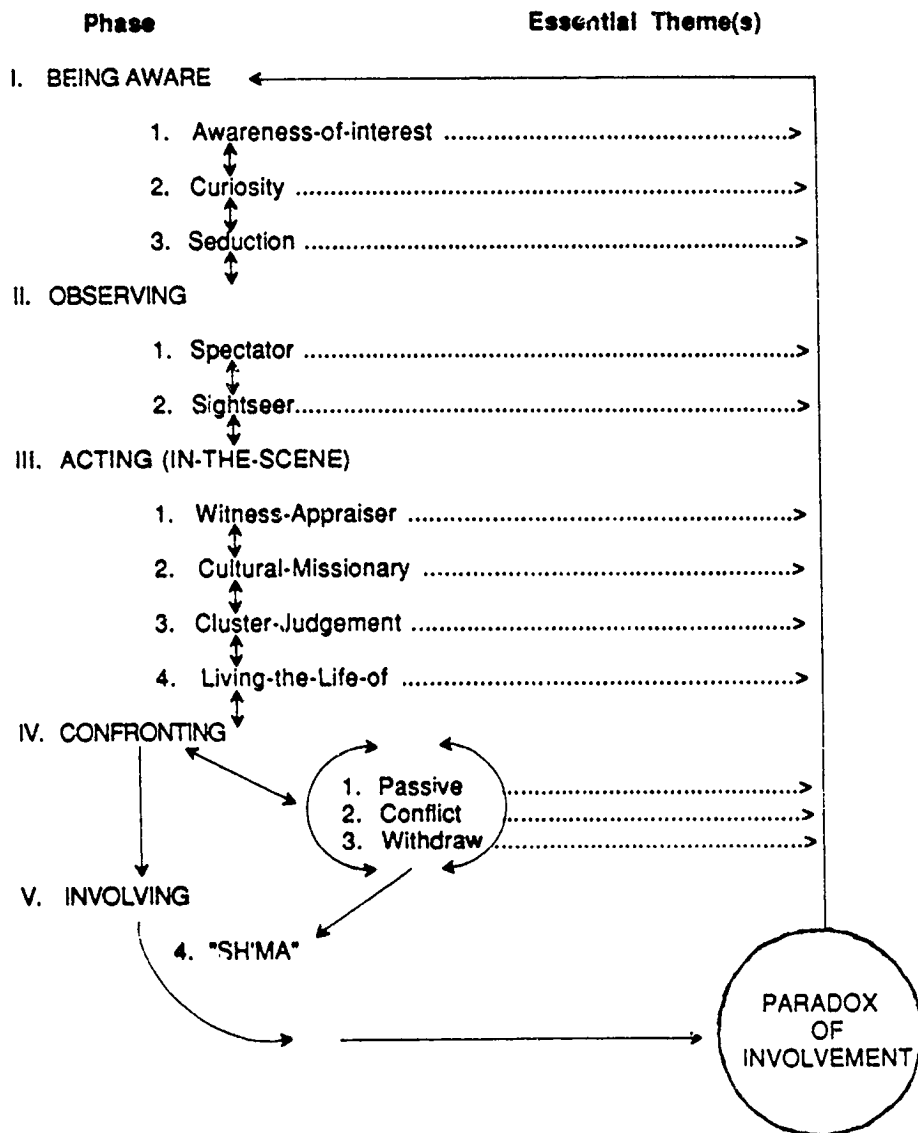 Phase Essential Theme(s)
I. BEING AWARE
1. Awareness-of-interest ........................>
2. Curiosity ........................>
3. Seduction ........................>
II. OBSERVING
1. Spectator ........................>
2. Sightseer........................>
III. ACTING (IN-THE-SCENE)
1. Witness-Appraiser ........................>
2. Cultural-Missionary ........................>
3. Cluster-Judgement ........................>
4. Living-the-Life-of ........................>
IV. CONFRONTING
1. Passive ........................>
2. Conflict ........................>
3. Withdraw ........................>
V. INVOLVING
4. "SH'MA"
PARADOX
OF
INVOLVEMENT